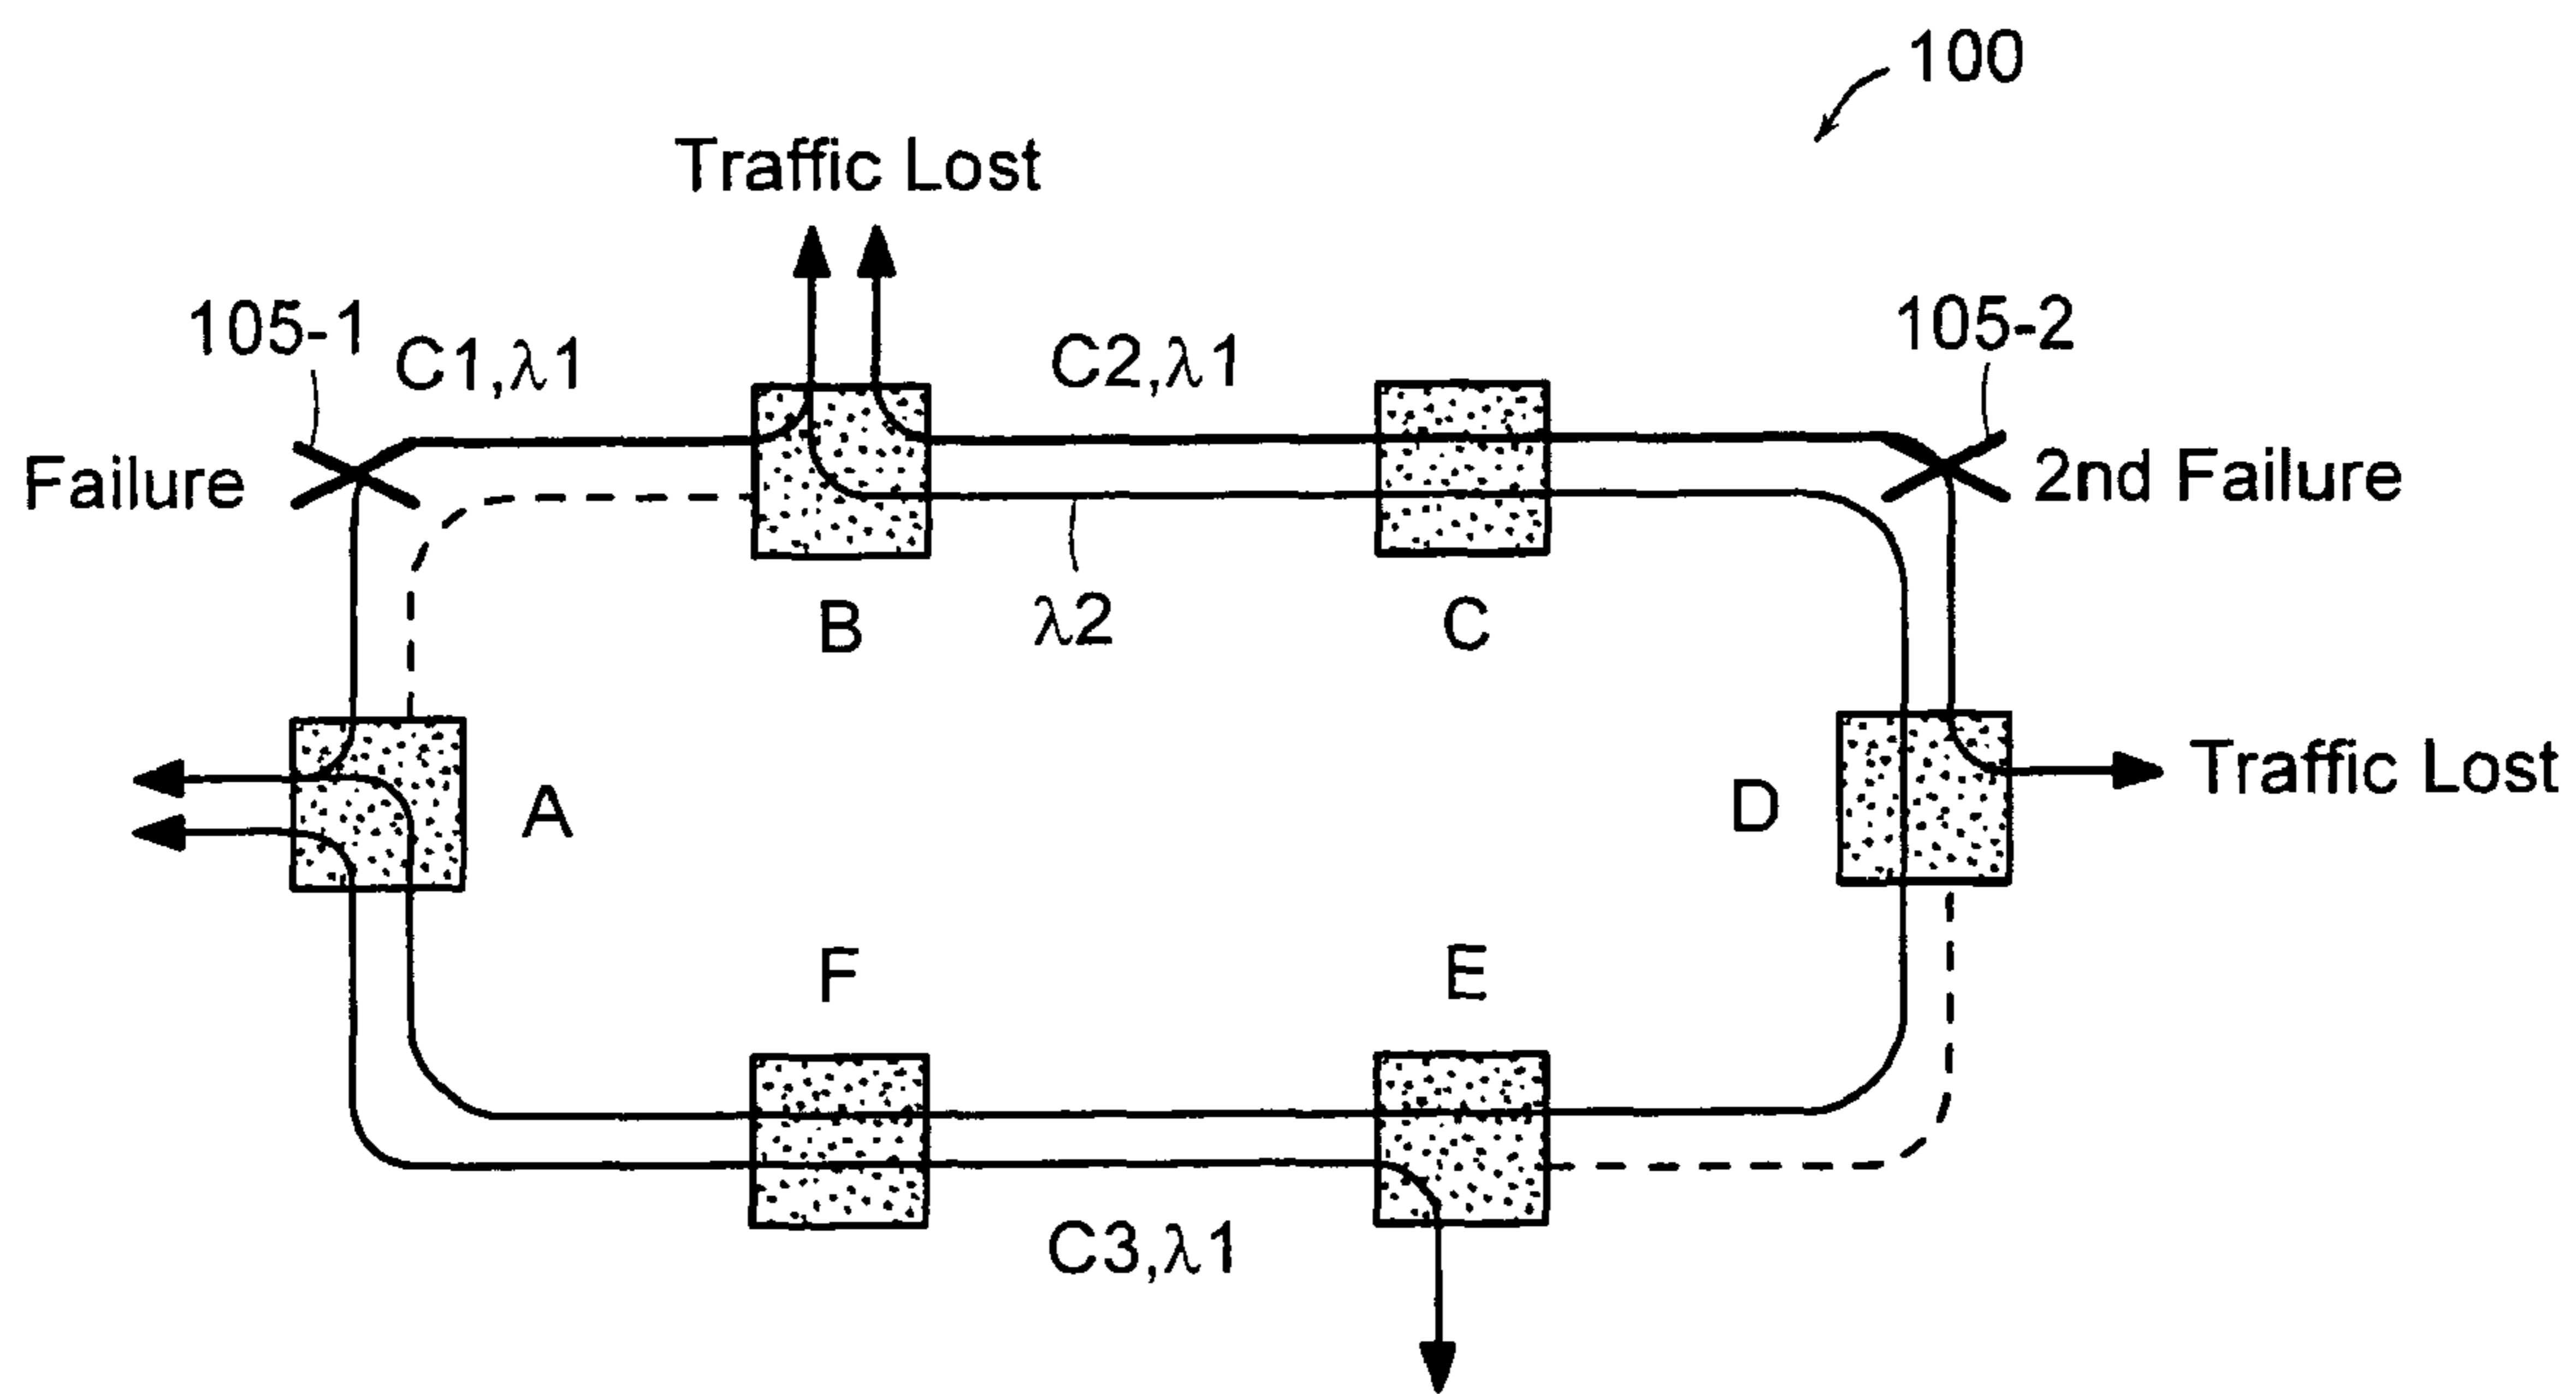 100
Traffic Lost
105-1
C1,λ1
C2,λ1
105-2
Failure
2nd Failure
B
λ2
C
A
D
Traffic Lost
F
E
C3,λ1